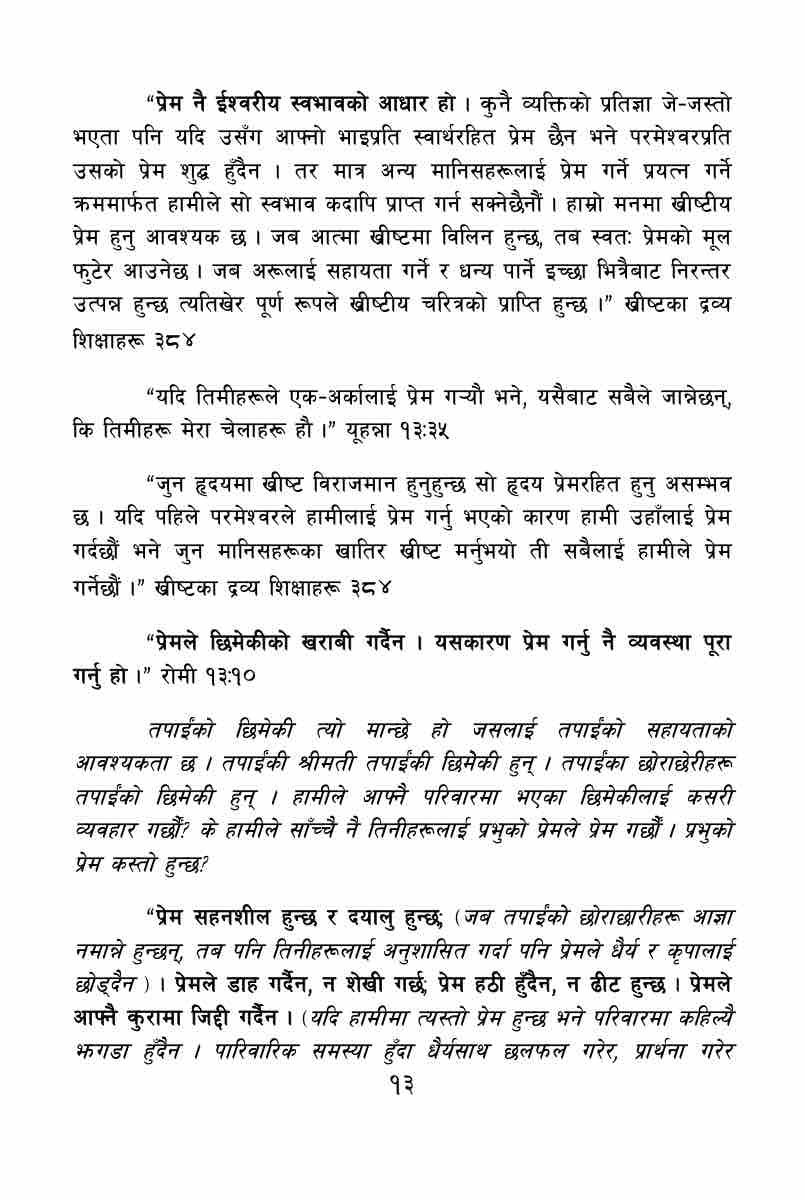 “प्रेम नै ईश्वरीय स्वभावको आधार हो । कुनै व्यक्तिको प्रतिज्ञा जे-जस्तो
भएता पनि यदि उसँग आफ्नो भाइप्रति स्वार्थरहित प्रेम छैन भने परमेश्वरप्रति
उसको प्रेम शुद्ध हुँदैन । तर मात्र अन्य मानिसहरूलाई प्रेम गर्ने प्रयत्न गर्ने
क्रममार्फत हामीले सो स्वभाव कदापि प्राप्त गर्न सक्नेछैनौं । हाम्रो मनमा ख्रीष्टीय
प्रेम हुनु आवश्यक छ । जब आत्मा ख्रीष्टमा विलिन हुन्छ, तब स्वतः प्रेमको मूल
फुटेर आउनेछ । जब अरूलाई सहायता गर्ने र धन्य पार्ने इच्छा भित्रैबाट निरन्तर
उत्पन्न हुन्छ त्यतिखेर पूर्ण रूपले ख्रीष्टीय चरित्रको प्राप्ति हुन्छ ।” ख्रीष्टका द्रव्य
शिक्षाहरू ३८४
“यदि तिमीहरूले एक-अर्कालाई प्रेम गऱ्यौ भने, यसैबाट सबैले जान्नेछन्,
कि तिमीहरू मेरा चेलाहरू हौ ।” यूहन्ना १३:३५
“जुन हृदयमा ख्रीष्ट विराजमान हुनुहुन्छ सो हृदय प्रेमरहित हुनु असम्भव
छ । यदि पहिले परमेश्वरले हामीलाई प्रेम गर्नु भएको कारण हामी उहाँलाई प्रेम
गर्दछौं भने जुन मानिसहरूका खातिर ख्रीष्ट मर्नुभयो ती सबैलाई हामीले प्रेम
गर्नेछौं ।” ख्रीष्टका द्रव्य शिक्षाहरू ३८४
“प्रेमले छिमेकीको खराबी गर्दैन । यसकारण प्रेम गर्नु नै व्यवस्था पूरा
गर्नु हो ।” रोमी १३:१०
तपाईंको छिमेकी त्यो मान्छे हो जसलाई तपाईंको सहायताको
आवश्यकता छ । तपाईंकी श्रीमती तपाईंकी छिमेकी हुन् । तपाईंका छोराछेरीहरू
तपाईंको छिमेकी हुन् । हामीले आफ्नै परिवारमा भएका छिमेकीलाई कसरी
व्यवहार गर्छौं? के हामीले साँच्चै नै तिनीहरूलाई प्रभुको प्रेमले प्रेम गर्छौं । प्रभुको
प्रेम कस्तो हुन्छ?
“प्रेम सहनशील हुन्छ र दयालु हुन्छ; (जब तपाईंको छोराछारीहरू आज्ञा
नमान्ने हुन्छन्, तब पनि तिनीहरूलाई अनुशासित गर्दा पनि प्रेमले धैर्य र कृपालाई
छोड्दैन ) । प्रेमले डाह गर्दैन, न शेखी गर्छ; प्रेम हठी हुँदैन, न ढीट हुन्छ । प्रेमले
आफ्नै कुरामा जिद्दी गर्दैन । (यदि हामीमा त्यस्तो प्रेम हुन्छ भने परिवारमा कहिल्यै
झगडा हुँदैन । पारिवारिक समस्या हुँदा धैर्यसाथ छलफल गरेर, प्रार्थना गरेर
१३